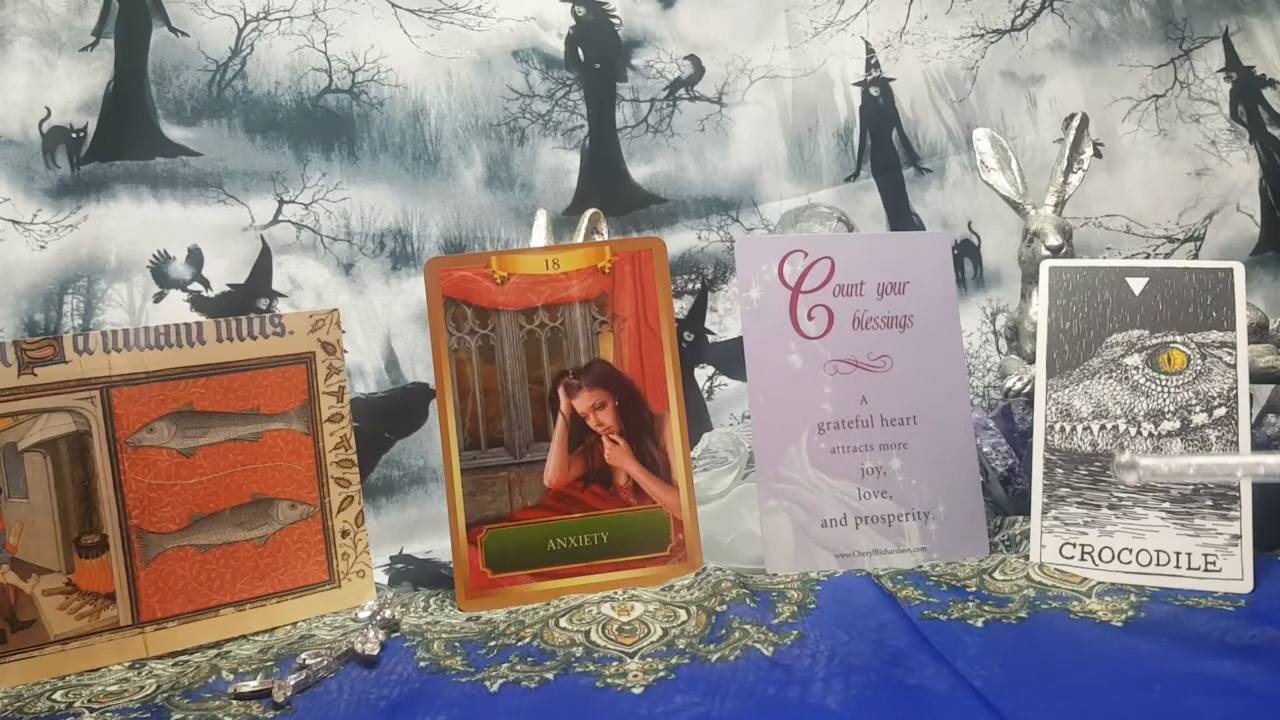 18
ANXIETY
Count your
blessings
A
grateful heart
attracts more
joy,
love,
and prosperity.
www.CherylRichardson.com
CROCODILE